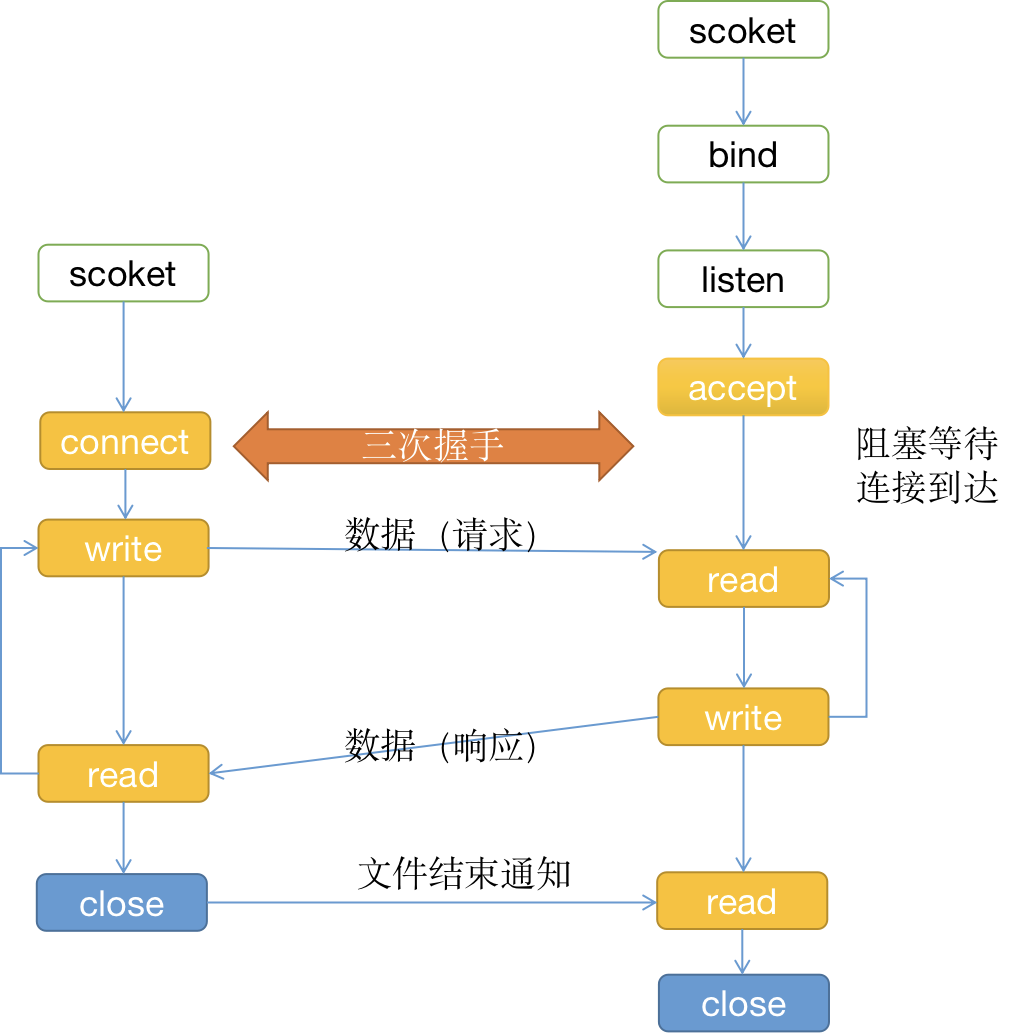 scoket
bind
scoket
listen
accept
connect
三次握手
阻塞等待
连接到达
write
数据（请求）
read
write
数据（响应）
read
文件结束通知
close
read
close